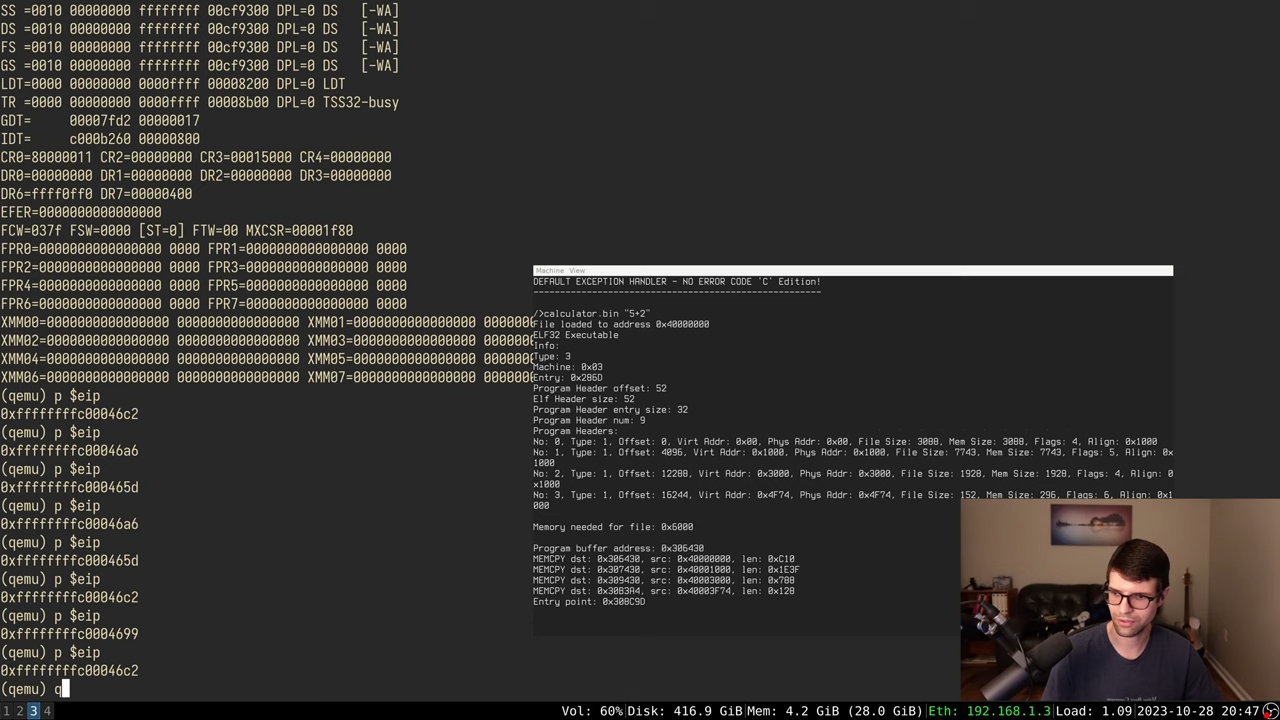 SS =0010 00000000 ffffffff 00cf9300 DPL=0 DS   [-WA]
DS =0010 00000000 ffffffff 00cf9300 DPL=0 DS   [-WA]
FS =0010 00000000 ffffffff 00cf9300 DPL=0 DS   [-WA]
GS =0010 00000000 ffffffff 00cf9300 DPL=0 DS   [-WA]
LDT=0000 00000000 0000ffff 00008200 DPL=0 LDT
TR =0000 00000000 0000ffff 00008b00 DPL=0 TSS32-busy
GDT=     00007fd2 00000017
IDT=     c000b260 00000800
CR0=80000011 CR2=00000000 CR3=00015000 CR4=00000000
DR0=00000000 DR1=00000000 DR2=00000000 DR3=00000000
DR6=ffff0ff0 DR7=00000400
EFER=0000000000000000
FCW=037f FSW=0000 [ST=0] FTW=00 MXCSR=00001f80
FPR0=0000000000000000 0000 FPR1=0000000000000000 0000
FPR2=0000000000000000 0000 FPR3=0000000000000000 0000
FPR4=0000000000000000 0000 FPR5=0000000000000000 0000
FPR6=0000000000000000 0000 FPR7=0000000000000000 0000
XMM00=0000000000000000 0000000000000000 XMM01=0000000000000000 0000000
XMM02=0000000000000000 0000000000000000 XMM03=0000000000000000 0000000
XMM04=0000000000000000 0000000000000000 XMM05=0000000000000000 0000000
XMM06=0000000000000000 0000000000000000 XMM07=0000000000000000 0000000
(qemu) p $eip
0xffffffffc00046c2
(qemu) p $eip
0xffffffffc00046a6
(qemu) p $eip
0xffffffffc000465d
(qemu) p $eip
0xffffffffc00046a6
(qemu) p $eip
0xffffffffc000465d
(qemu) p $eip
0xffffffffc00046c2
(qemu) p $eip
0xffffffffc0004699
(qemu) p $eip
0xffffffffc00046c2
(qemu) q
Machine View
DEFAULT EXCEPTION HANDLER - NO ERROR CODE 'C' Edition!
------------------------------------------------------
/>calculator.bin "5+2"
File loaded to address 0x40000000
ELF32 Executable
Info:
Type: 3
Machine: 0x03
Entry: 0x286D
Program Header offset: 52
Elf Header size: 52
Program Header entry size: 32
Program Header num: 9
Program Headers:
No: 0, Type: 1, Offset: 0, Virt Addr: 0x00, Phys Addr: 0x00, File Size: 3088, Mem Size: 3088, Flags: 4, Align: 0x1000
No: 1, Type: 1, Offset: 4096, Virt Addr: 0x1000, Phys Addr: 0x1000, File Size: 7743, Mem Size: 7743, Flags: 5, Align: 0x
1000
No: 2, Type: 1, Offset: 12288, Virt Addr: 0x3000, Phys Addr: 0x3000, File Size: 1928, Mem Size: 1928, Flags: 4, Align: 0
x1000
No: 3, Type: 1, Offset: 16244, Virt Addr: 0x4F74, Phys Addr: 0x4F74, File Size: 152, Mem Size: 296, Flags: 6, Align: 0x1
000
Memory needed for file: 0x6000
Program buffer address: 0x306430
MEMCPY dst: 0x306430, src: 0x40000000, len: 0xC10
MEMCPY dst: 0x307430, src: 0x40001000, len: 0x1E3F
MEMCPY dst: 0x309430, src: 0x40003000, len: 0x788
MEMCPY dst: 0x3083A4, src: 0x40003F74, len: 0x128
Entry point: 0x308C9D
1 2 3 4
Vol: 60%|Disk: 416.9 GiB|Mem: 4.2 GiB (28.0 GiB)|Eth: 192.168.1.3|Load: 1.09|2023-10-28 20:47